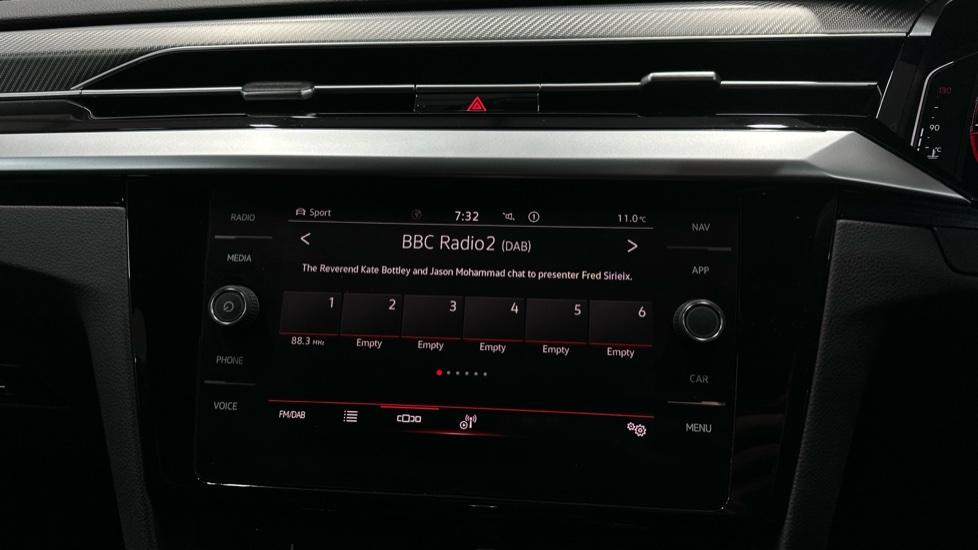 130
90
°C
Sport
7:32
11.0°C
RADIO
MEDIA
PHONE
VOICE
BBC Radio2 (DAB)
The Reverend Kate Bottley and Jason Mohammad chat to presenter Fred Sirieix.
1 2 3 4 5 6
88.3 MHz Empty Empty Empty Empty Empty
FM/DAB
NAV
APP
CAR
MENU